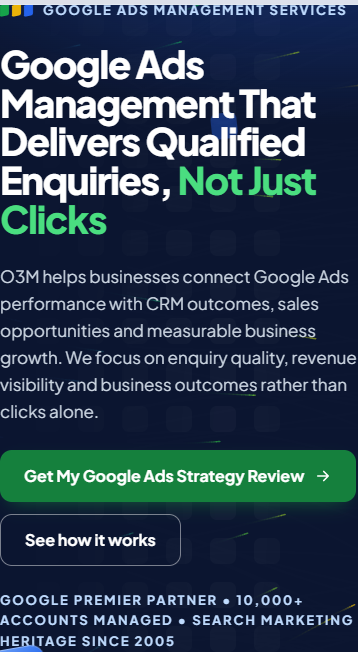 GOOGLE ADS MANAGEMENT SERVICES
Google Ads
Management That
Delivers Qualified
Enquiries, Not Just
Clicks
O3M helps businesses connect Google Ads
performance with CRM outcomes, sales
opportunities and measurable business
growth. We focus on enquiry quality, revenue
visibility and business outcomes rather than
clicks alone.
Get My Google Ads Strategy Review →
See how it works
GOOGLE PREMIER PARTNER ● 10,000+
ACCOUNTS MANAGED ● SEARCH MARKETING
HERITAGE SINCE 2005